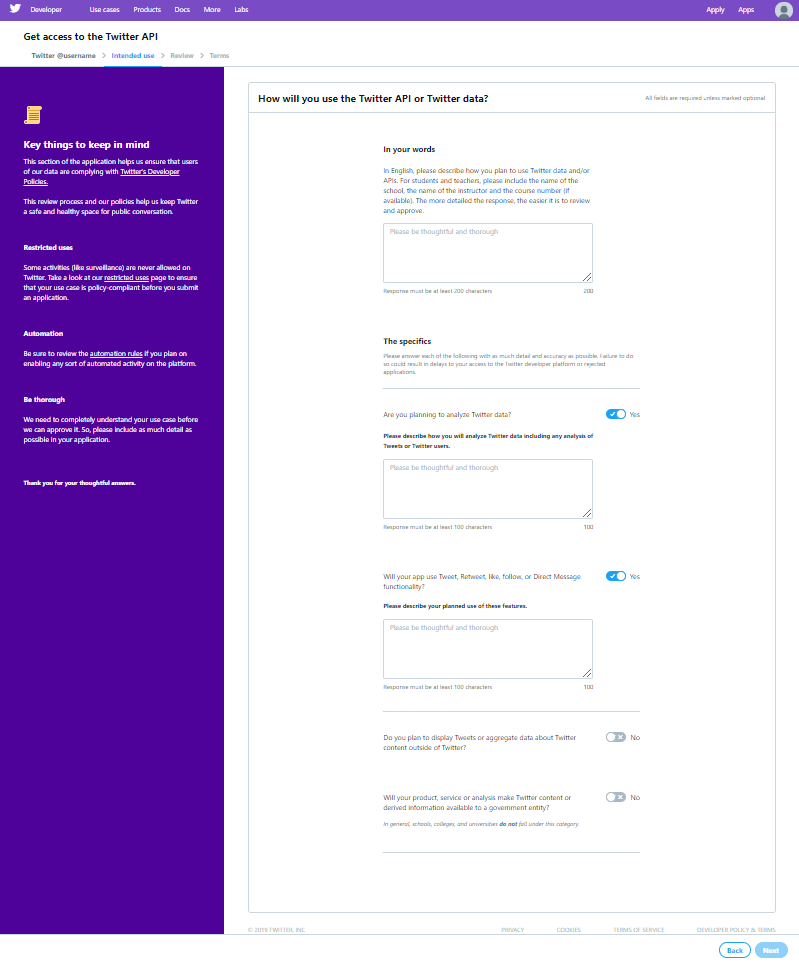 Developer Use cases Products Docs More Labs Apply Apps
Get access to the Twitter API
Twitter @username > Intended use > Review > Terms
Key things to keep in mind
This section of the application helps us ensure that users
of our data are complying with Twitter's Developer
Policies.
This review process and our policies help us keep Twitter
a safe and healthy space for public conversation.
Restricted uses
Some activities (like surveillance) are never allowed on
Twitter. Take a look at our restricted uses page to ensure
that your use case is policy-compliant before you submit
an application.
Automation
Be sure to review the automation rules if you plan on
enabling any sort of automated activity on the platform.
Be thorough
We need to completely understand your use case before
we can approve it. So, please include as much detail as
possible in your application.
Thank you for your thoughtful answers.
How will you use the Twitter API or Twitter data?
All fields are required unless marked optional
In your words
In English, please describe how you plan to use Twitter data and/or
APIs. For students and teachers, please include the name of the
school, the name of the instructor and the course number (if
available). The more detailed the response, the easier it is to review
and approve.
Please be thoughtful and thorough
Response must be at least 200 characters 200
The specifics
Please answer each of the following with as much detail and accuracy as possible. Failure to do
so could result in delays to your access to the Twitter developer platform or rejected
applications.
Are you planning to analyze Twitter data? Yes
Please describe how you will analyze Twitter data including any analysis of
Tweets or Twitter users.
Please be thoughtful and thorough
Response must be at least 100 characters 100
Will your app use Tweet, Retweet, like, follow, or Direct Message Yes
functionality?
Please describe your planned use of these features.
Please be thoughtful and thorough
Response must be at least 100 characters 100
Do you plan to display Tweets or aggregate data about Twitter No
content outside of Twitter?
Will your product, service or analysis make Twitter content or No
derived information available to a government entity?
In general, schools, colleges, and universities do not fall under this category.
© 2019 TWITTER, INC. PRIVACY COOKIES TERMS OF SERVICE DEVELOPER POLICY & TERMS
Back Next